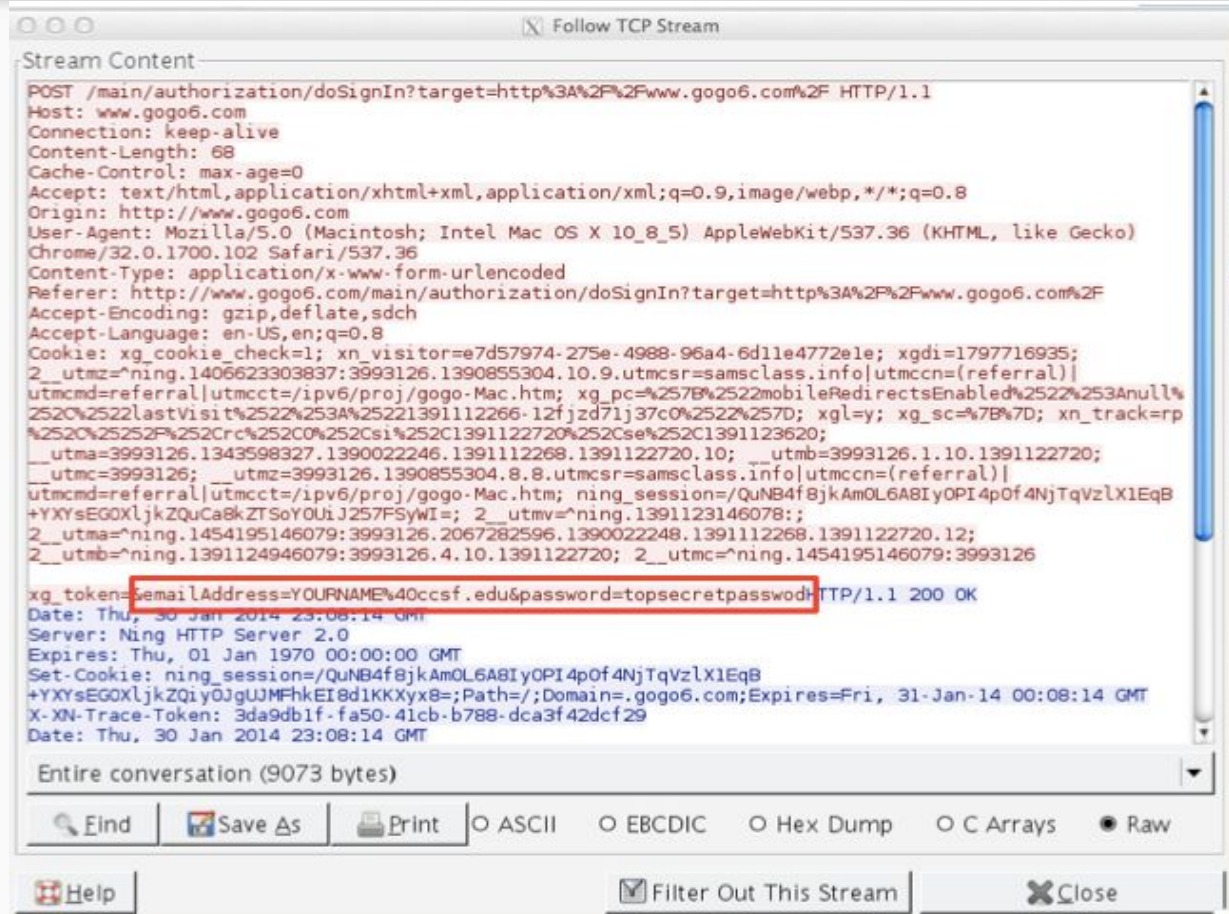 Follow TCP Stream
Stream Content
POST /main/authorization/doSignIn?target=http%3A%2F%2Fwww.gogo6.com%2F HTTP/1.1
Host: www.gogo6.com
Connection: keep-alive
Content-Length: 68
Cache-Control: max-age=0
Accept: text/html,application/xhtml+xml,application/xml;q=0.9,image/webp,*/*;q=0.8
Origin: http://www.gogo6.com
User-Agent: Mozilla/5.0 (Macintosh; Intel Mac OS X 10_8_5) AppleWebKit/537.36 (KHTML, like Gecko)
Chrome/32.0.1700.102 Safari/537.36
Content-Type: application/x-www-form-urlencoded
Referer: http://www.gogo6.com/main/authorization/doSignIn?target=http%3A%2F%2Fwww.gogo6.com%2F
Accept-Encoding: gzip,deflate,sdch
Accept-Language: en-US,en;q=0.8
Cookie: xg_cookie_check=1; xn_visitor=e7d57974-275e-4988-96a4-6d11e4772e1e; xgdi=1797716935;
2__utmz=^ning.1406623303837:3993126.1390855304.10.9.utmcsr=samsclass.info|utmccn=(referral)|
utmcmd=referral|utmcct=/ipv6/proj/gogo-Mac.htm; xg_pc=%257B%2522mobileRedirectsEnabled%2522%253Anull%
252C%2522lastVisit%2522%253A%25221391112266-12fjzd71j37c0%2522%257D; xgl=y; xg_sc=%7B%7D; xn_track=rp
%252C%25252F%252Crc%252C0%252Csi%252C1391122720%252Cse%252C1391123620;
__utma=3993126.1343598327.1390022246.1391112268.1391122720.10; __utmb=3993126.1.10.1391122720;
__utmc=3993126; __utmz=3993126.1390855304.8.8.utmcsr=samsclass.info|utmccn=(referral)|
utmcmd=referral|utmcct=/ipv6/proj/gogo-Mac.htm; ning_session=/QuNB4f8jkAm0L6A8IyOPI4pOf4NjTqVzlX1EqB
+YXYsEGOXljkZQuCa8kZTSoYOUiJ257FSyWI=; 2__utmv=^ning.1391123146078:;
2__utma=^ning.1454195146079:3993126.2067282596.1390022248.1391112268.1391122720.12;
2__utmb=^ning.1391124946079:3993126.4.10.1391122720; 2__utmc=^ning.1454195146079:3993126
xg_token=&emailAddress=YOURNAME%40ccsf.edu&password=topsecretpasswodHTTP/1.1 200 OK
Date: Thu, 30 Jan 2014 23:08:14 GMT
Server: Ning HTTP Server 2.0
Expires: Thu, 01 Jan 1970 00:00:00 GMT
Set-Cookie: ning_session=/QuNB4f8jkAm0L6A8IyOPI4pOf4NjTqVzlX1EqB
+YXYsEGOXljkZQiyOJgUJMFhkEI8d1KKXyx8=;Path=/;Domain=.gogo6.com;Expires=Fri, 31-Jan-14 00:08:14 GMT
X-XN-Trace-Token: 3da9db1f-fa50-41cb-b788-dca3f42dcf29
Date: Thu, 30 Jan 2014 23:08:14 GMT
Entire conversation (9073 bytes)
Find Save As Print ASCII EBCDIC Hex Dump C Arrays Raw
Help Filter Out This Stream Close